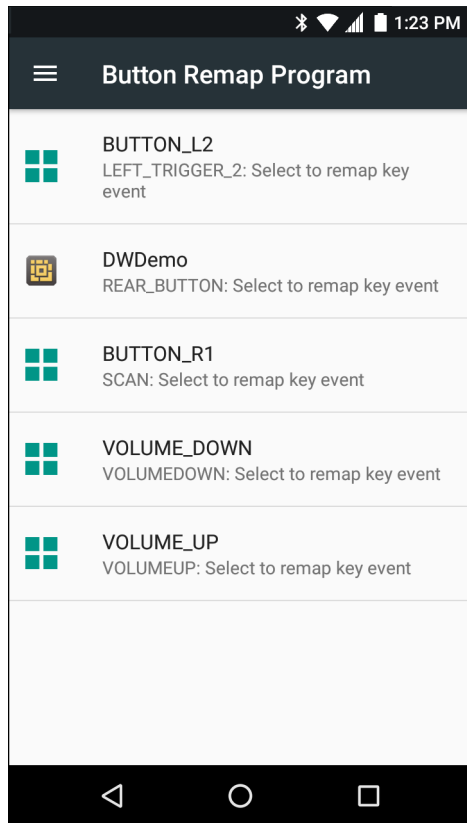 1:23 PM
Button Remap Program
BUTTON_L2
LEFT_TRIGGER_2: Select to remap key
event
DWDemo
REAR_BUTTON: Select to remap key event
BUTTON_R1
SCAN: Select to remap key event
VOLUME_DOWN
VOLUMEDOWN: Select to remap key event
VOLUME_UP
VOLUMEUP: Select to remap key event